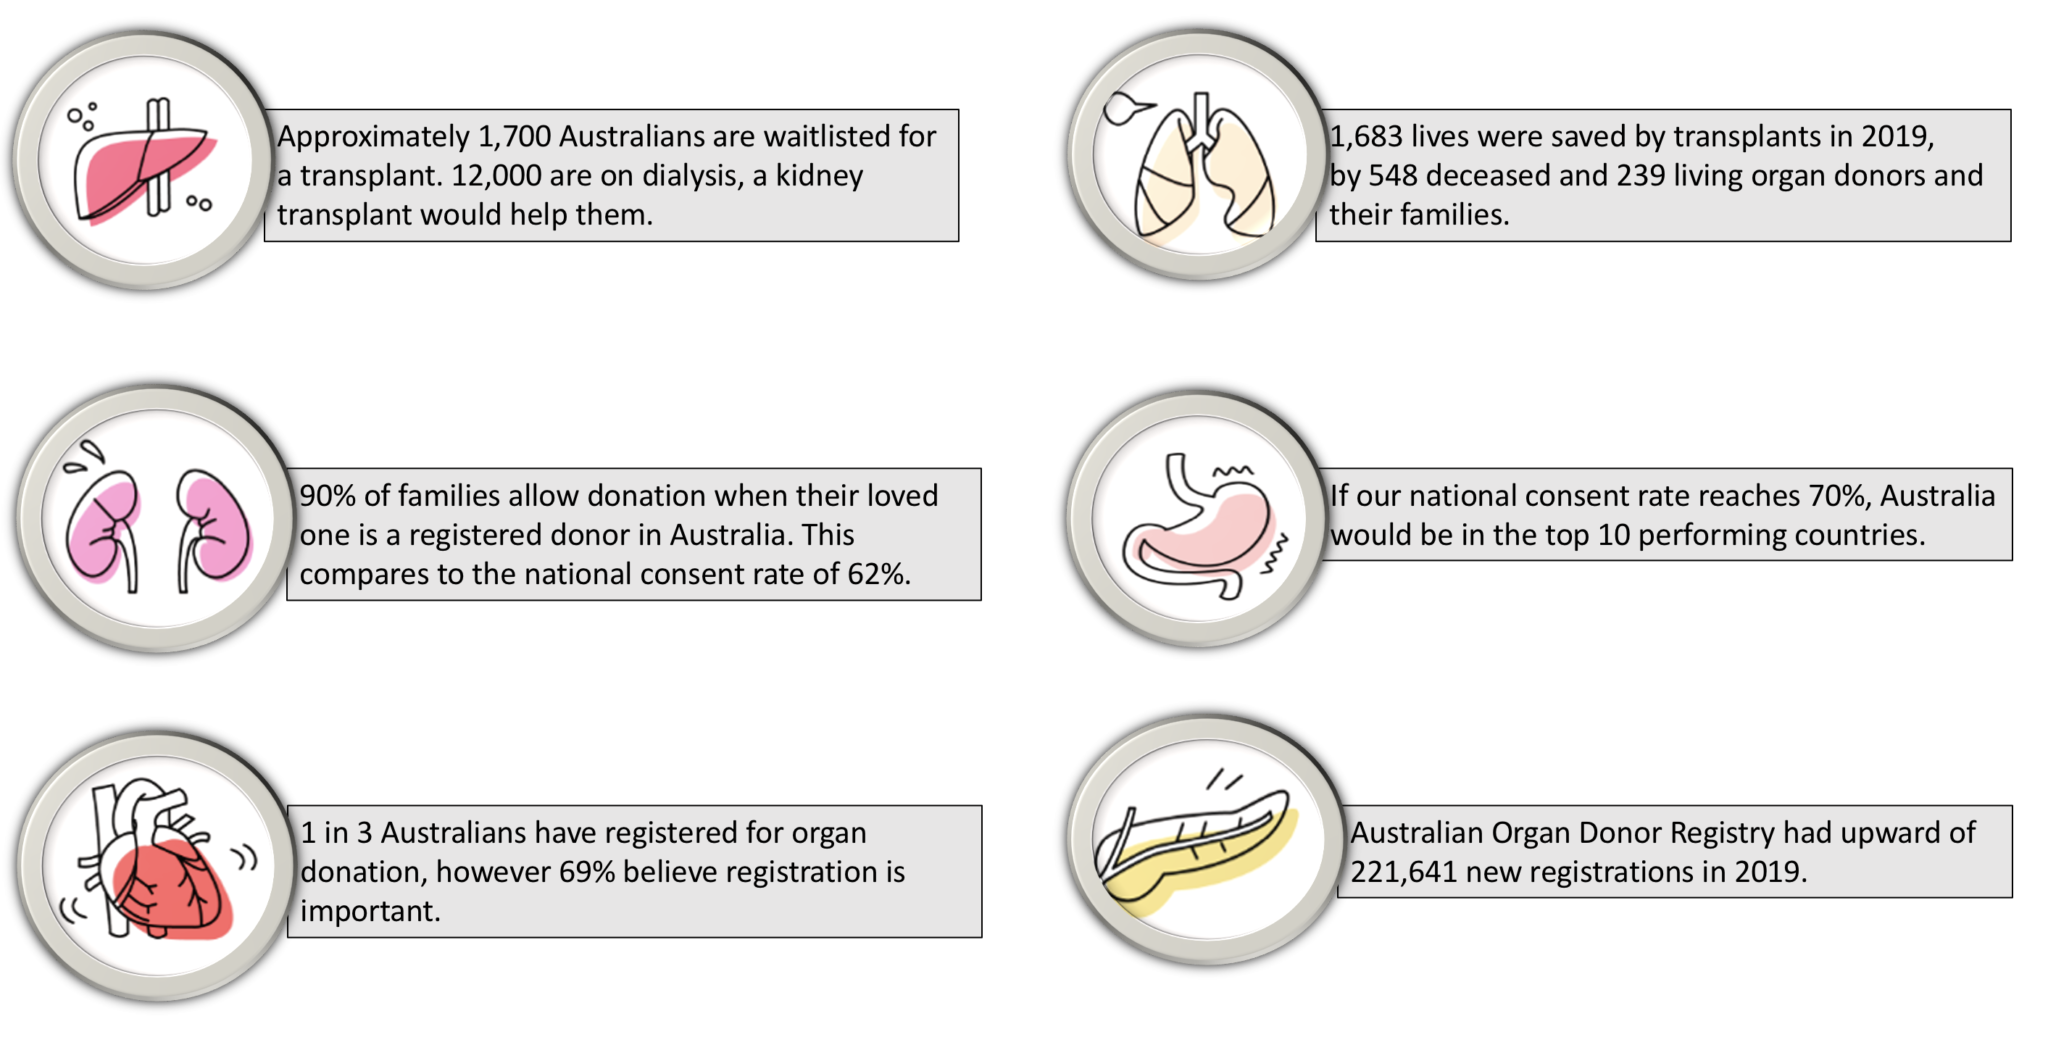 Approximately 1,700 Australians are waitlisted for
a transplant. 12,000 are on dialysis, a kidney
transplant would help them.
1,683 lives were saved by transplants in 2019,
by 548 deceased and 239 living organ donors and
their families.
90% of families allow donation when their loved
one is a registered donor in Australia. This
compares to the national consent rate of 62%.
If our national consent rate reaches 70%, Australia
would be in the top 10 performing countries.
1 in 3 Australians have registered for organ
donation, however 69% believe registration is
important.
Australian Organ Donor Registry had upward of
221,641 new registrations in 2019.